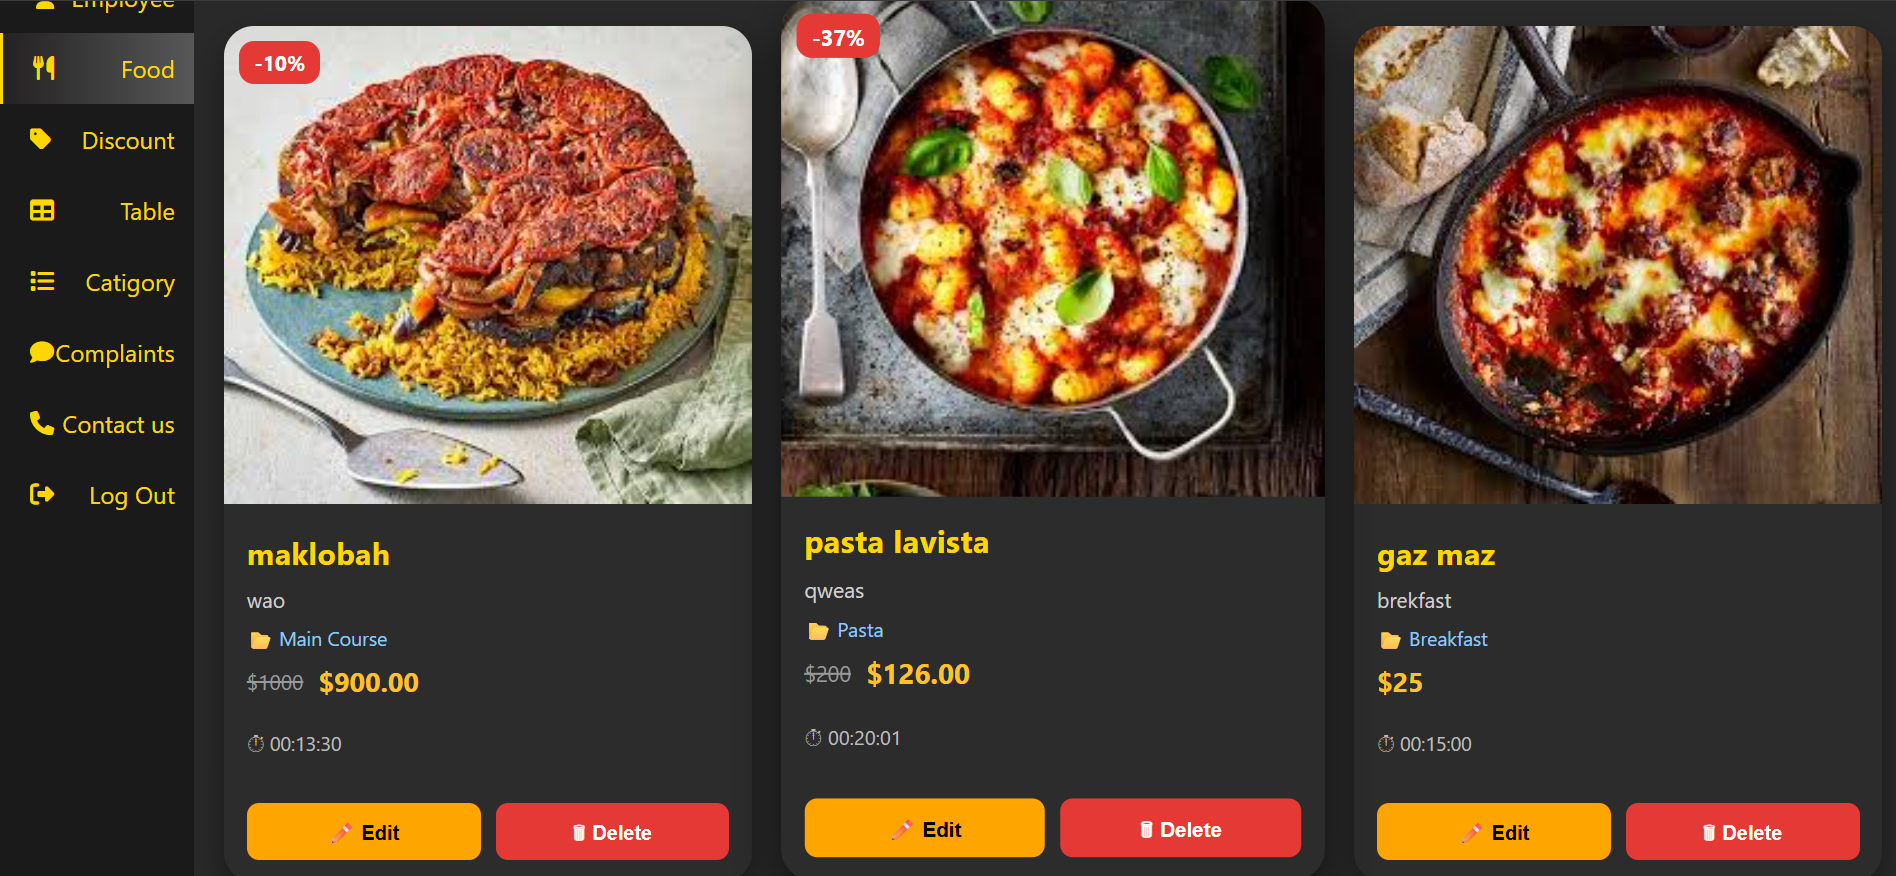 Employee
Food
Discount
Table
Catigory
Complaints
Contact us
Log Out
-10%
maklobah
wao
Main Course
$1000 $900.00
00:13:30
Edit
Delete
-37%
pasta lavista
qweas
Pasta
$200 $126.00
00:20:01
Edit
Delete
gaz maz
brekfast
Breakfast
$25
00:15:00
Edit
Delete